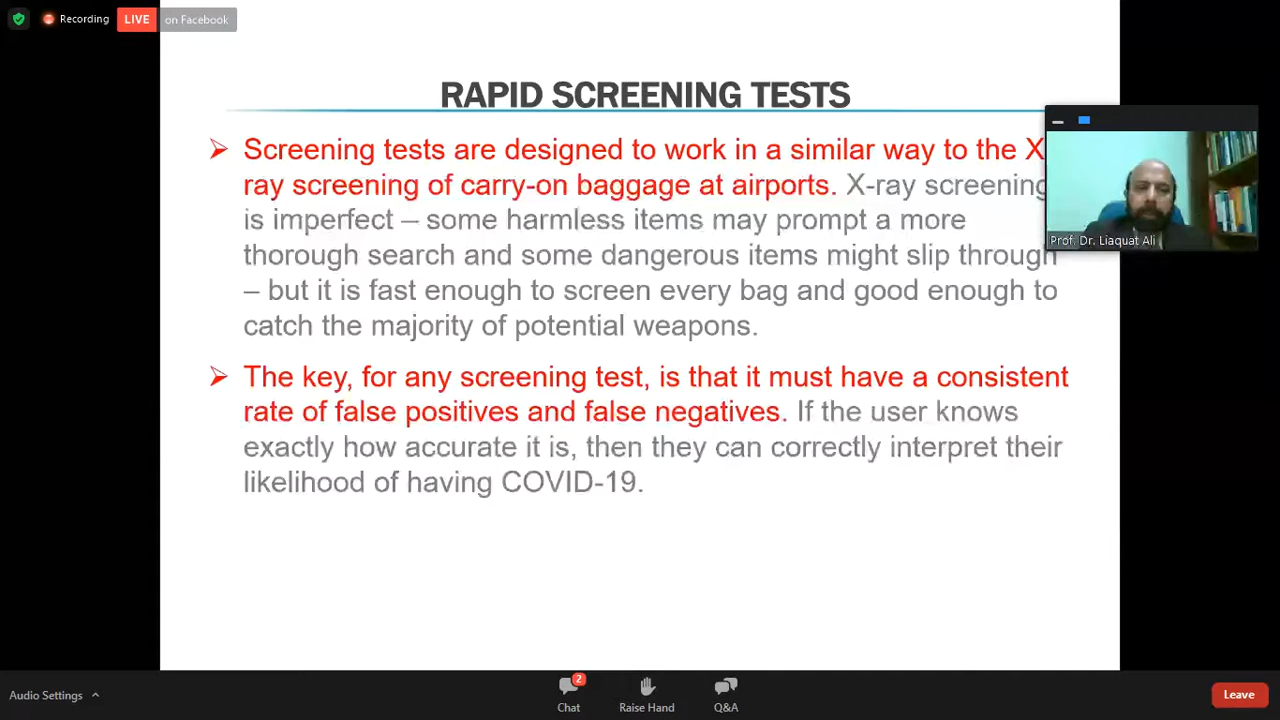 Recording
LIVE
on Facebook
RAPID SCREENING TESTS
Screening tests are designed to work in a similar way to the X
ray screening of carry-on baggage at airports. X-ray screening
is imperfect – some harmless items may prompt a more
thorough search and some dangerous items might slip through
– but it is fast enough to screen every bag and good enough to
catch the majority of potential weapons.
The key, for any screening test, is that it must have a consistent
rate of false positives and false negatives. If the user knows
exactly how accurate it is, then they can correctly interpret their
likelihood of having COVID-19.
Prof. Dr. Liaquat Ali
Audio Settings
2
Chat
Raise Hand
Q&A
Leave